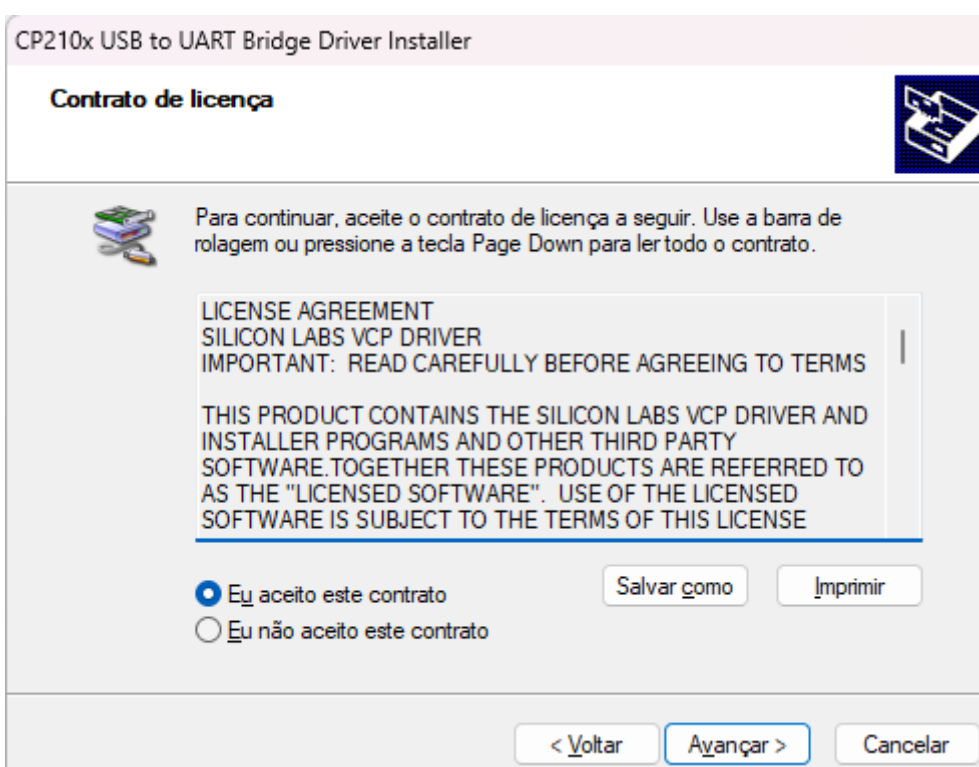 CP210x USB to UART Bridge Driver Installer
Contrato de licença
Para continuar, aceite o contrato de licença a seguir. Use a barra de
rolagem ou pressione a tecla Page Down para ler todo o contrato.
LICENSE AGREEMENT
SILICON LABS VCP DRIVER
IMPORTANT:  READ CAREFULLY BEFORE AGREEING TO TERMS
THIS PRODUCT CONTAINS THE SILICON LABS VCP DRIVER AND
INSTALLER PROGRAMS AND OTHER THIRD PARTY
SOFTWARE.TOGETHER THESE PRODUCTS ARE REFERRED TO
AS THE "LICENSED SOFTWARE".  USE OF THE LICENSED
SOFTWARE IS SUBJECT TO THE TERMS OF THIS LICENSE
Eu aceito este contrato
Salvar como
Imprimir
Eu não aceito este contrato
< Voltar
Avançar >
Cancelar